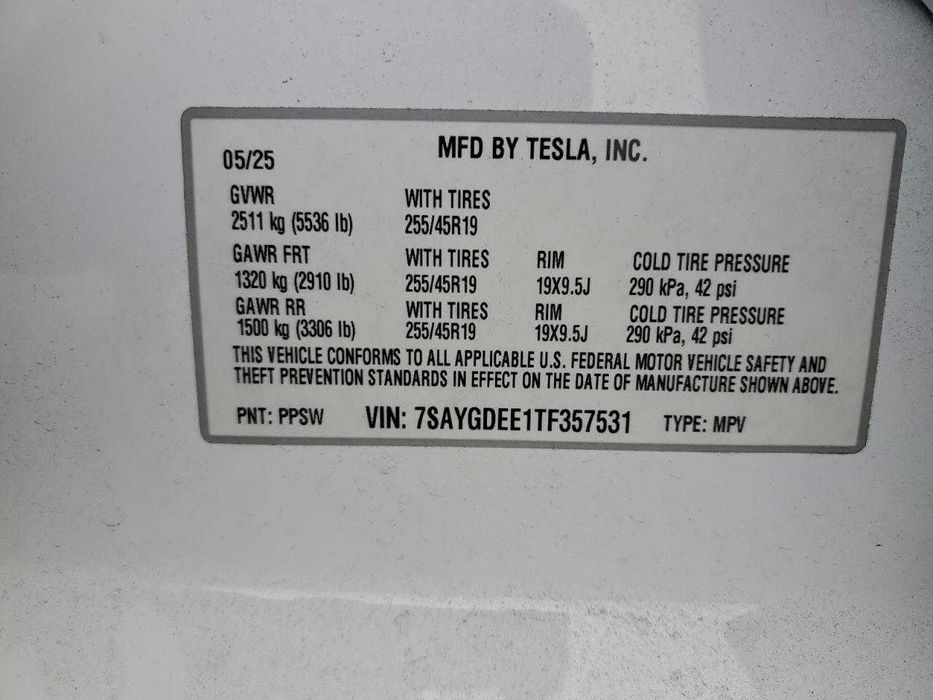 05/25 MFD BY TESLA, INC.
GVWR WITH TIRES
2511 kg (5536 lb) 255/45R19
GAWR FRT WITH TIRES RIM COLD TIRE PRESSURE
1320 kg (2910 lb) 255/45R19 19X9.5J 290 kPa, 42 psi
GAWR RR WITH TIRES RIM COLD TIRE PRESSURE
1500 kg (3306 lb) 255/45R19 19X9.5J 290 kPa, 42 psi
THIS VEHICLE CONFORMS TO ALL APPLICABLE U.S. FEDERAL MOTOR VEHICLE SAFETY AND
THEFT PREVENTION STANDARDS IN EFFECT ON THE DATE OF MANUFACTURE SHOWN ABOVE.
PNT: PPSW VIN: 7SAYGDEE1TF357531 TYPE: MPV